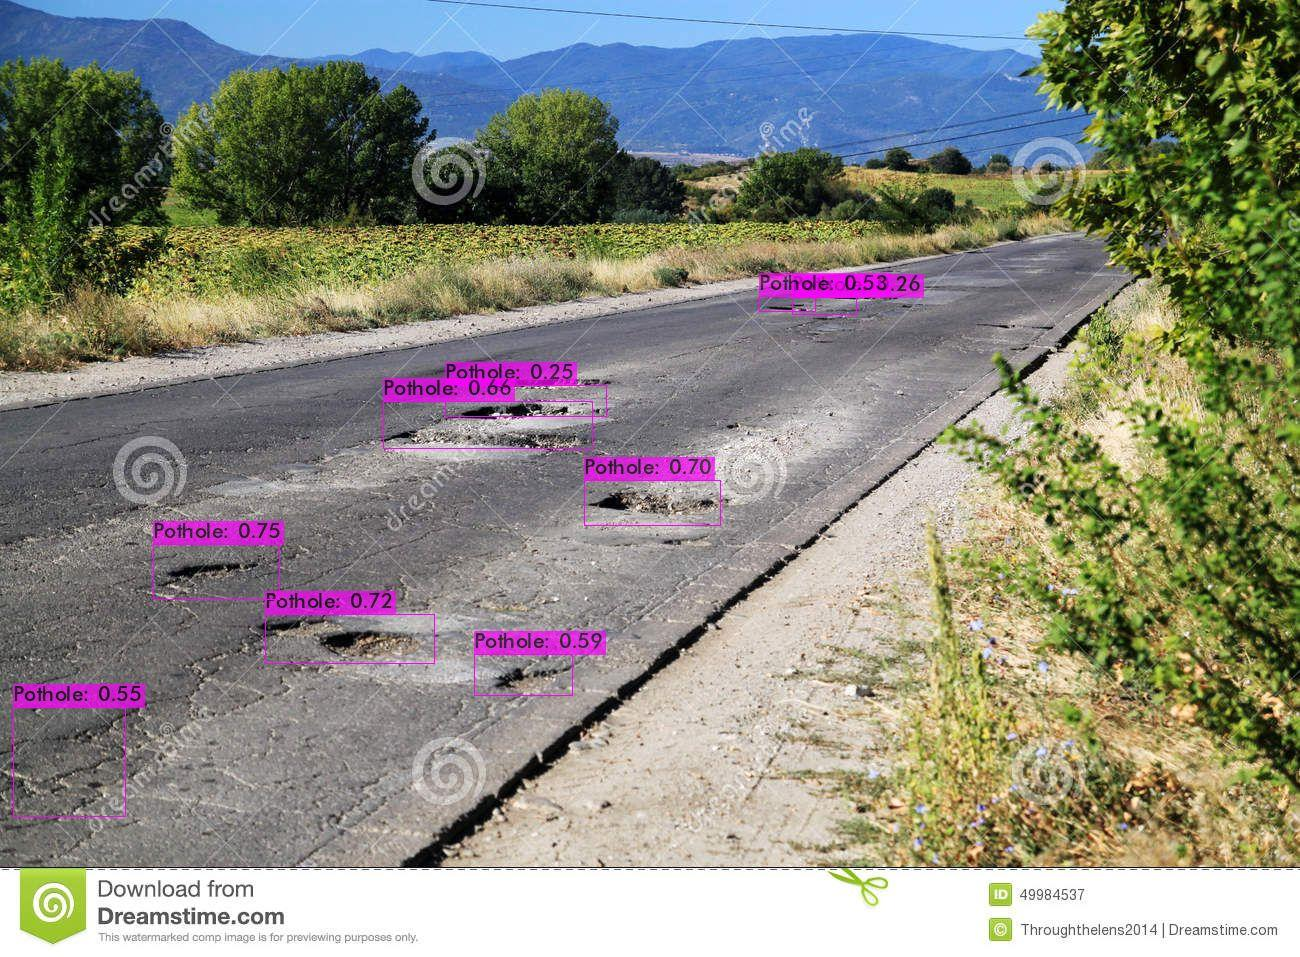 Pothole: 0.53.26
Pothole: 0.25
Pothole: 0.66
Pothole: 0.70
Pothole: 0.75
Pothole: 0.72
Pothole: 0.59
Pothole: 0.55
dreamstime
Download from
Dreamstime.com
This watermarked comp image is for previewing purposes only.
ID 49984537
© Throughthelens2014 | Dreamstime.com